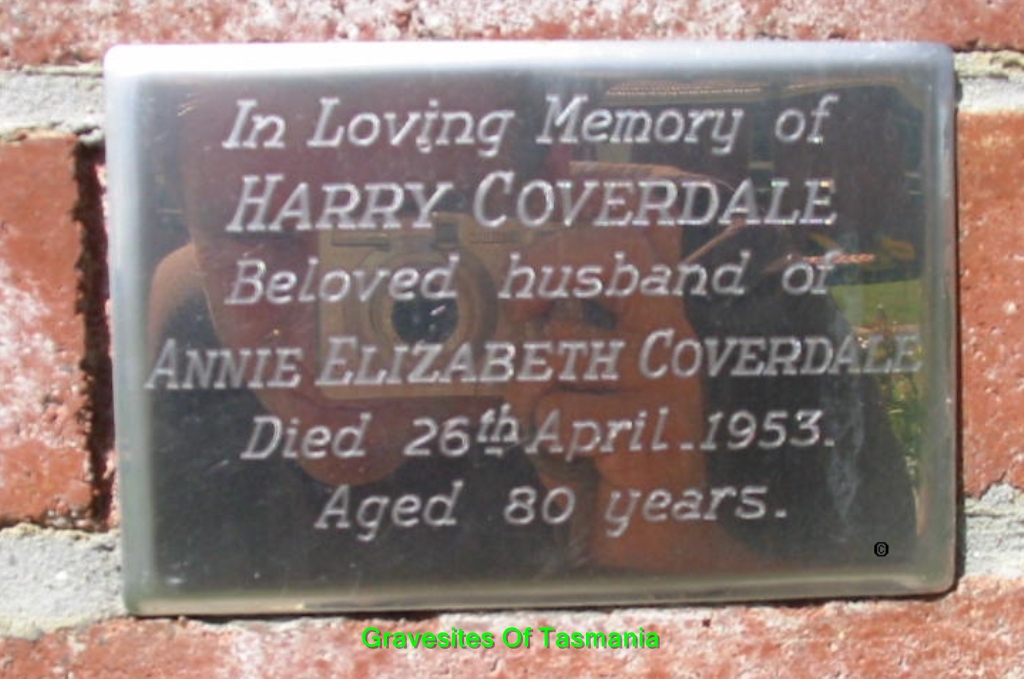 In Loving Memory of
HARRY COVERDALE
Beloved husband of
ANNIE ELIZABETH COVERDALE
Died 26th April. 1953.
Aged 80 years.
©
Gravesites Of Tasmania